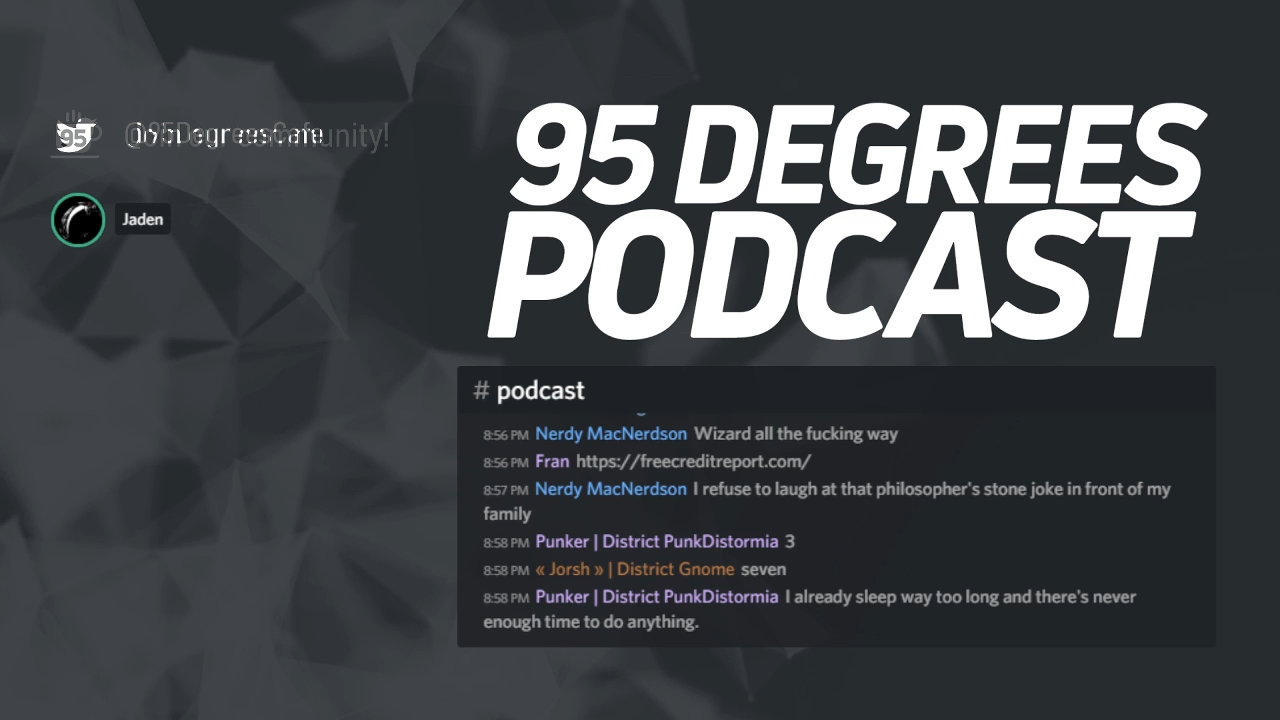 95 DEGREES
PODCAST
95
Jaden
# podcast
8:56 PM Nerdy MacNerdson Wizard all the fucking way
8:56 PM Fran https://freecreditreport.com/
8:57 PM Nerdy MacNerdson I refuse to laugh at that philosopher's stone joke in front of my
family
8:58 PM Punker | District PunkDistormia 3
8:58 PM « Jorsh » | District Gnome seven
8:58 PM Punker | District PunkDistormia I already sleep way too long and there's never
enough time to do anything.